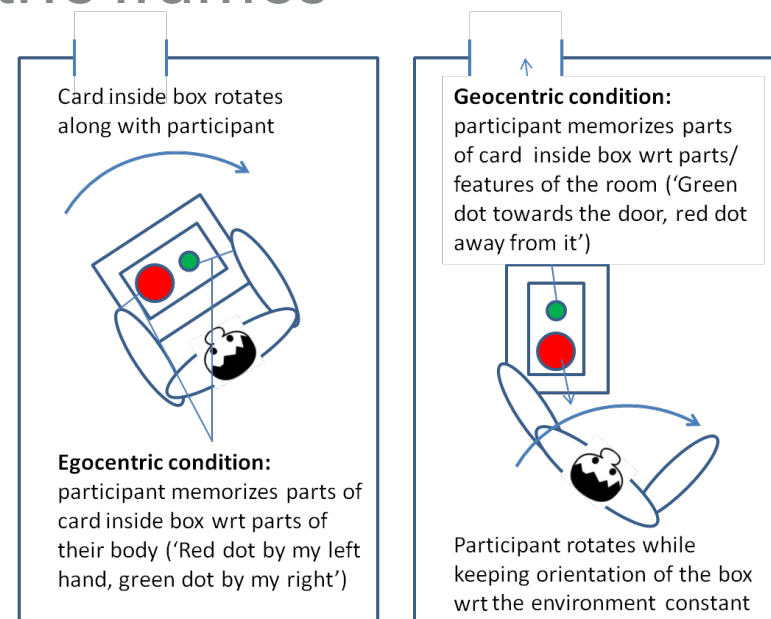 the frames
Card inside box rotates
along with participant
Egocentric condition:
participant memorizes parts of
card inside box wrt parts of
their body (‘Red dot by my left
hand, green dot by my right’)
Geocentric condition:
participant memorizes parts
of card inside box wrt parts/
features of the room (‘Green
dot towards the door, red dot
away from it’)
Participant rotates while
keeping orientation of the box
wrt the environment constant